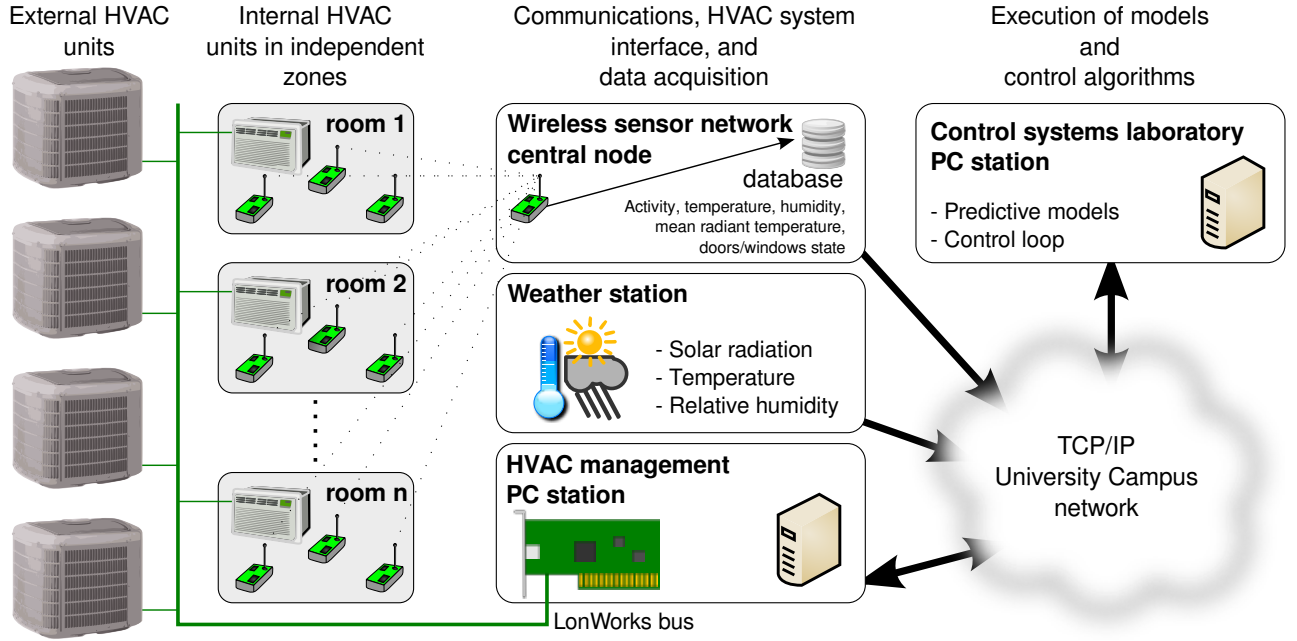 External HVAC
units
Internal HVAC
units in independent
zones
Communications, HVAC system
interface, and
data acquisition
Execution of models
and
control algorithms
room 1
room 2
room n
Wireless sensor network
central node
database
Activity, temperature, humidity,
mean radiant temperature,
doors/windows state
Weather station
- Solar radiation
- Temperature
- Relative humidity
HVAC management
PC station
LonWorks bus
Control systems laboratory
PC station
- Predictive models
- Control loop
TCP/IP
University Campus
network